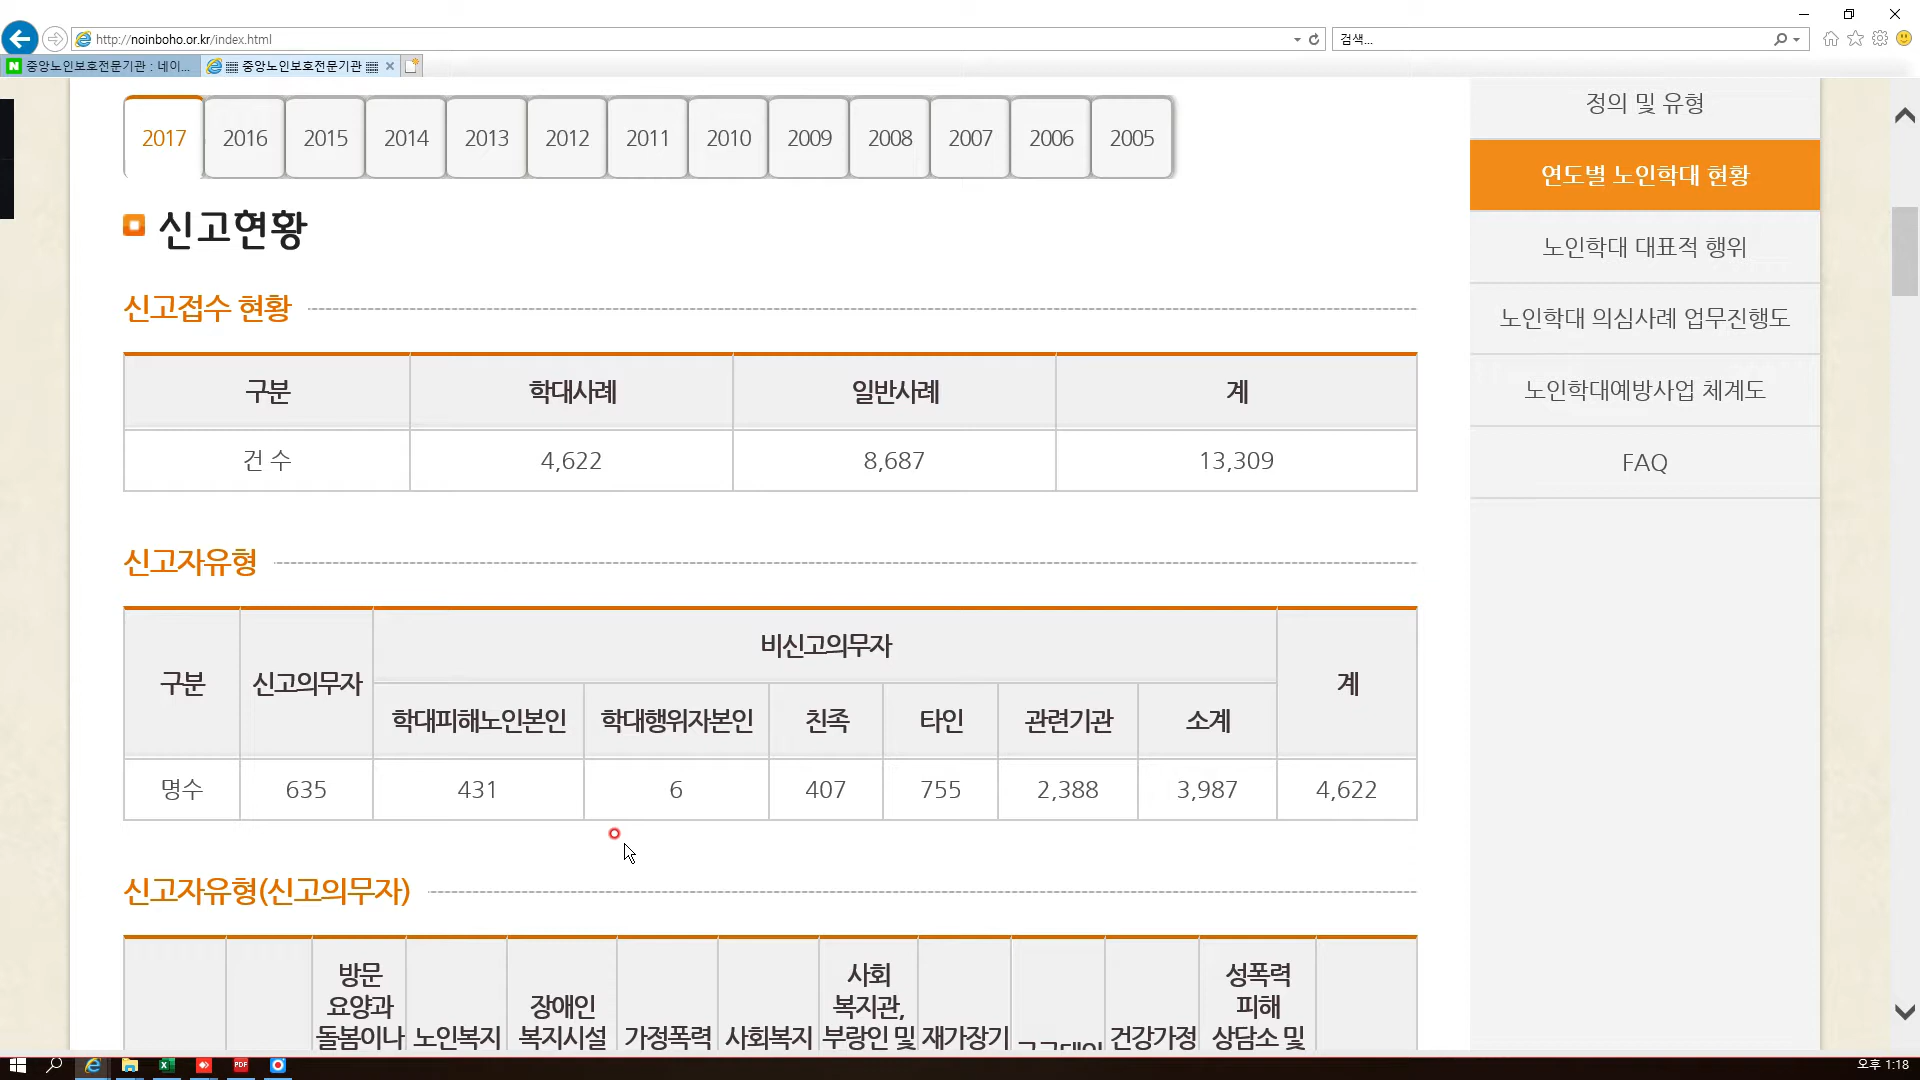 http://noinboho.or.kr/index.html
검색...
중앙노인보호전문기관 : 네이...
중앙노인보호전문기관
2017 2016 2015 2014 2013 2012 2011 2010 2009 2008 2007 2006 2005
신고현황
신고접수 현황
구분 학대사례 일반사례 계
건 수 4,622 8,687 13,309
신고자유형
구분 신고의무자 비신고의무자 계
학대피해노인본인 학대행위자본인 친족 타인 관련기관 소계
명수 635 431 6 407 755 2,388 3,987 4,622
신고자유형(신고의무자)
방문 사회 성폭력
요양과 장애인 복지관, 피해
돌봄이나 노인복지 복지시설 가정폭력 사회복지 부랑인 및 재가장기 건강가정 상담소 및
정의 및 유형
연도별 노인학대 현황
노인학대 대표적 행위
노인학대 의심사례 업무진행도
노인학대예방사업 체계도
FAQ
오후 1:18